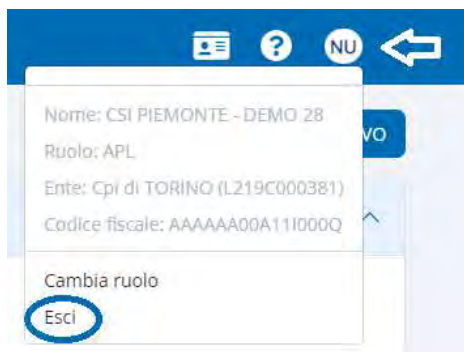 ? NU
Nome: CSI PIEMONTE - DEMO 28
VO
Ruolo: APL
Ente: Cpi di TORINO (L219C000381)
Codice fiscale: AAAAAA00A11I000Q
Cambia ruolo
Esci